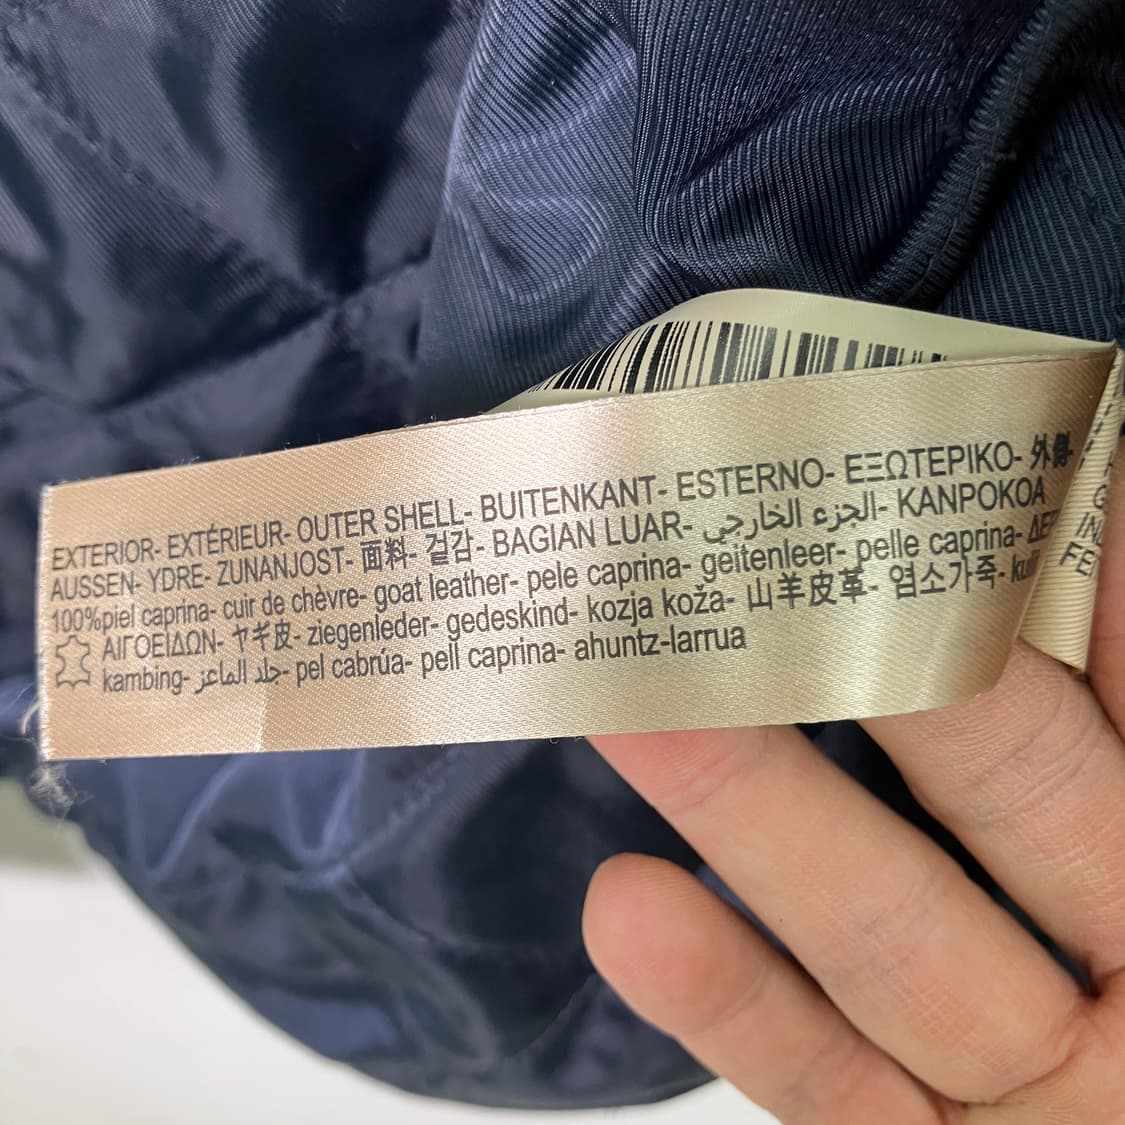 EXTERIOR- EXTÉRIEUR- OUTER SHELL- BUITENKANT- ESTERNO- ΕΞΩΤΕΡΙΚΟ- 外側-
AUSSEN- YDRE- ZUNANJOST- 面料- 겉감- BAGIAN LUAR- الجزء الخارجي- KANPOKOA
100%piel caprina- cuir de chèvre- goat leather- pele caprina- geitenleer- pelle caprina-
ΑΙΓΟΕΙΔΩΝ- ヤギ皮- ziegenleder- gedeskind- kozja koža- 山羊皮革- 염소가죽-
kambing- جلد الماعز- pel cabrúa- pell caprina- ahuntz-larrua